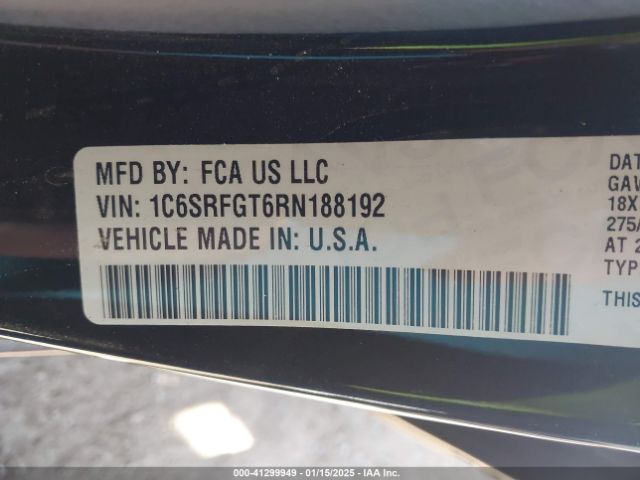 MFD BY: FCA US LLC
VIN: 1C6SRFGT6RN188192
VEHICLE MADE IN: U.S.A.
DAT
GAW
18X
275/
AT 2
TYP
THIS
000-41299949 - 01/15/2025 - IAA Inc.